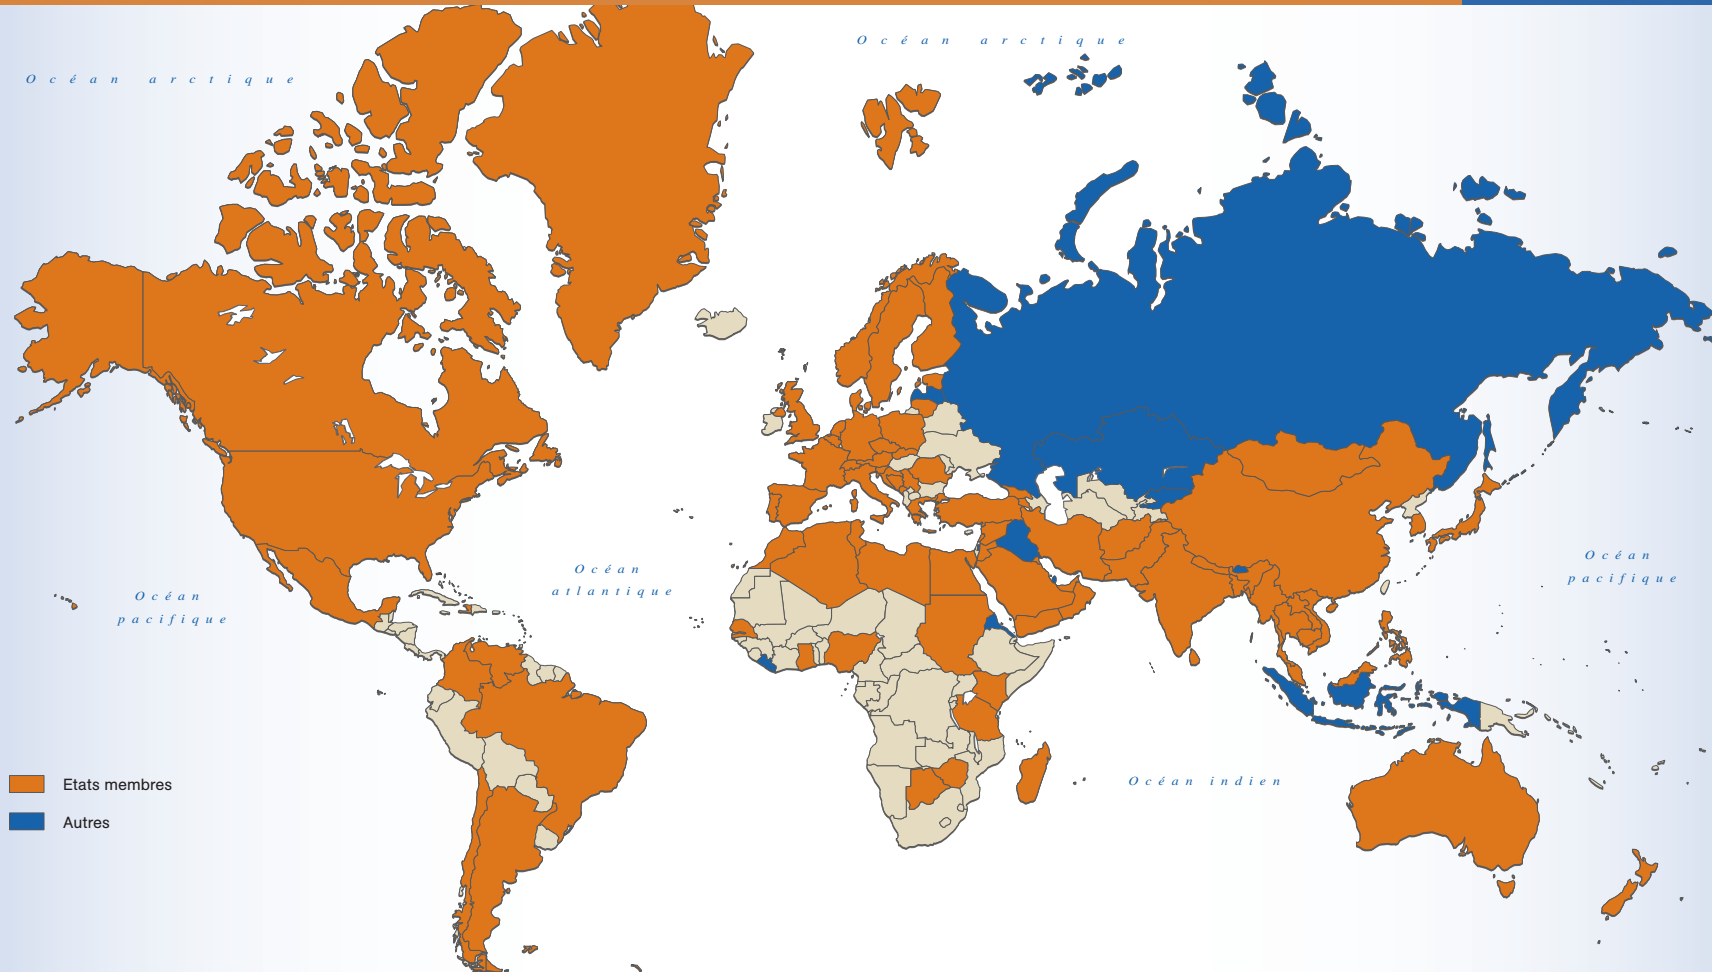 Océan arctique
Océan arctique
Océan
atlantique
Océan
pacifique
Océan
pacifique
Océan indien
Etats membres
Autres